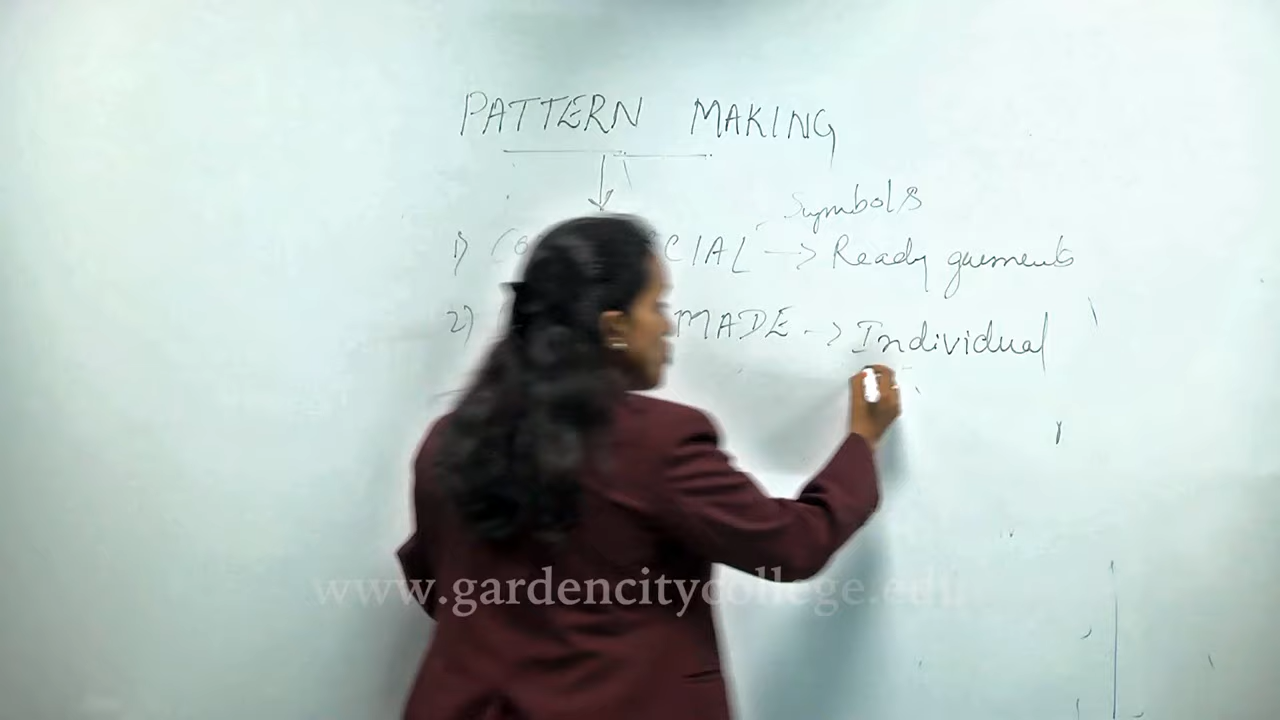 PATTERN MAKING
Symbols
1) CIAL -> Ready garments
2) MADE -> Individual
www.gardencitycollege.edu